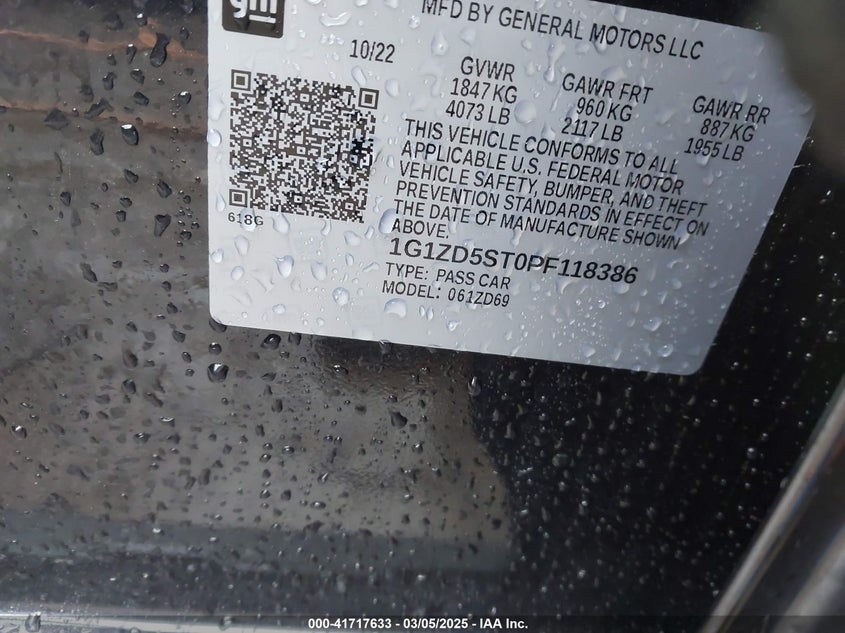 gm
MFD BY GENERAL MOTORS LLC
10/22
GVWR
1847 KG
4073 LB
GAWR FRT
960 KG
2117 LB
GAWR RR
887 KG
1955 LB
THIS VEHICLE CONFORMS TO ALL
APPLICABLE U.S. FEDERAL MOTOR
VEHICLE SAFETY, BUMPER, AND THEFT
PREVENTION STANDARDS IN EFFECT ON
THE DATE OF MANUFACTURE SHOWN
ABOVE.
618G
1G1ZD5ST0PF118386
TYPE: PASS CAR
MODEL: 061ZD69
000-41717633 — 03/05/2025 — IAA Inc.